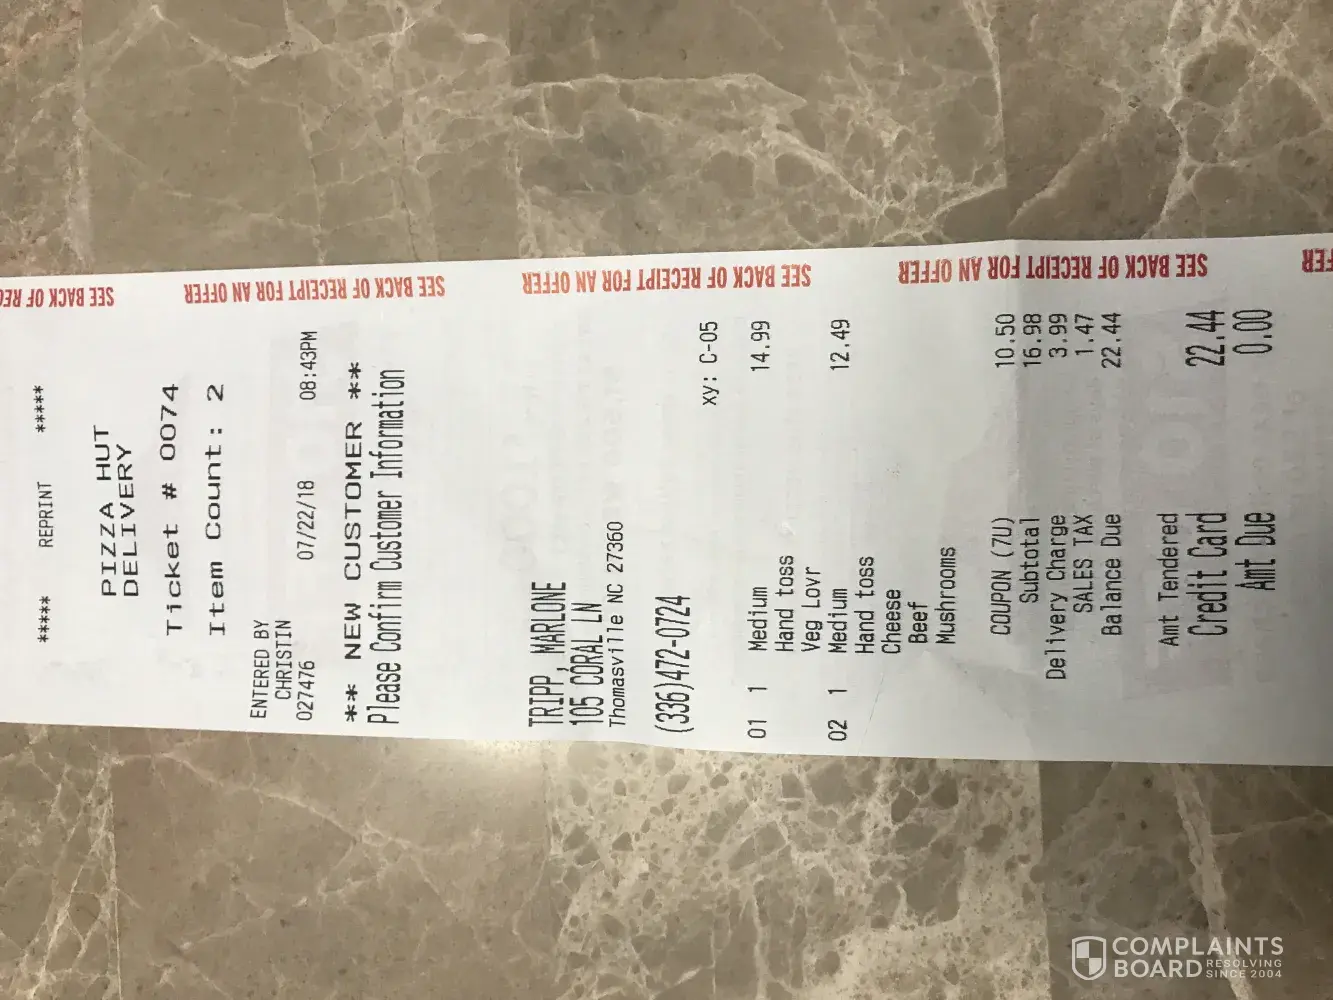 ***** REPRINT *****
PIZZA HUT
DELIVERY
Ticket # 0074
Item Count: 2
ENTERED BY
CHRISTIN
027476 07/22/18 08:43PM
** NEW CUSTOMER **
Please Confirm Customer Information
TRIPP, MARLONE
105 CORAL LN
Thomasville NC 27360
(336)472-0724
xy: C-05
01 1 Medium 14.99
Hand toss
Veg Lovr
02 1 Medium 12.49
Hand toss
Cheese
Beef
Mushrooms
COUPON (7U) 10.50
Subtotal 16.98
Delivery Charge 3.99
SALES TAX 1.47
Balance Due 22.44
Amt Tendered
Credit Card 22.44
Amt Due 0.00
SEE BACK OF RE
SEE BACK OF RECEIPT FOR AN OFFER
SEE BACK OF RECEIPT FOR AN OFFER
SEE BACK OF RECEIPT FOR AN OFFER
FER
COMPLAINTS
BOARD RESOLVING
SINCE 2004